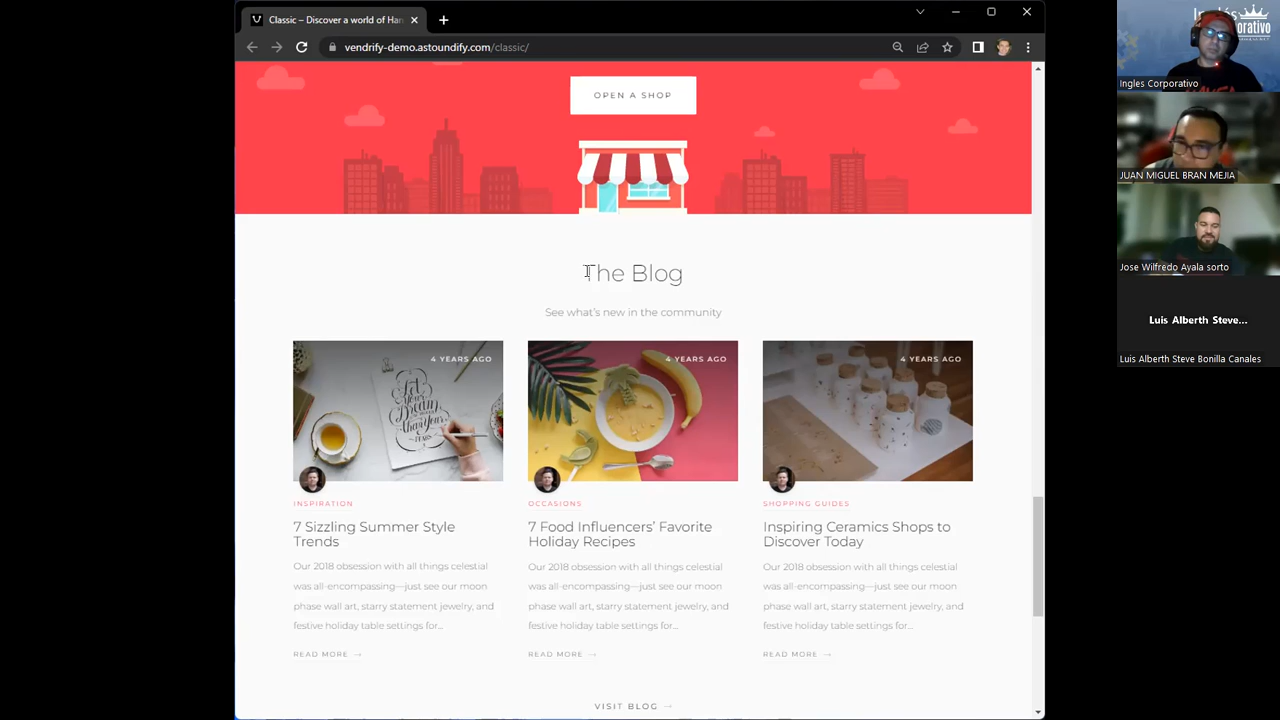 Classic – Discover a world of Han
vendrify-demo.astoundify.com/classic/
OPEN A SHOP
The Blog
See what's new in the community
4 YEARS AGO
INSPIRATION
7 Sizzling Summer Style
Trends
Our 2018 obsession with all things celestial
was all-encompassing—just see our moon
phase wall art, starry statement jewelry, and
festive holiday table settings for...
READ MORE →
4 YEARS AGO
OCCASIONS
7 Food Influencers' Favorite
Holiday Recipes
Our 2018 obsession with all things celestial
was all-encompassing—just see our moon
phase wall art, starry statement jewelry, and
festive holiday table settings for...
READ MORE →
4 YEARS AGO
SHOPPING GUIDES
Inspiring Ceramics Shops to
Discover Today
Our 2018 obsession with all things celestial
was all-encompassing—just see our moon
phase wall art, starry statement jewelry, and
festive holiday table settings for...
READ MORE →
VISIT BLOG →
Ingles Corporativo
JUAN MIGUEL BRAN MEJIA
Jose Wilfredo Ayala sorto
Luis Alberth Steve...
Luis Alberth Steve Bonilla Canales